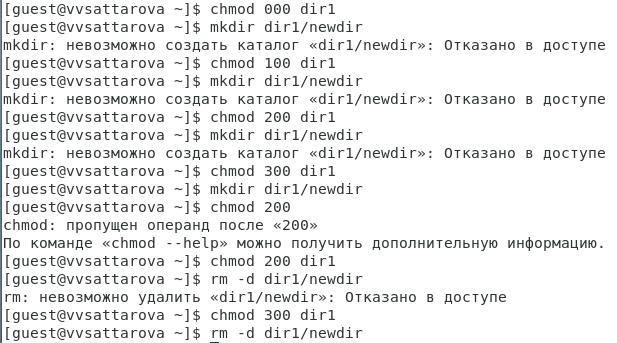 [guest@vvsattarova ~]$ chmod 000 dir1
[guest@vvsattarova ~]$ mkdir dir1/newdir
mkdir: невозможно создать каталог «dir1/newdir»: Отказано в доступе
[guest@vvsattarova ~]$ chmod 100 dir1
[guest@vvsattarova ~]$ mkdir dir1/newdir
mkdir: невозможно создать каталог «dir1/newdir»: Отказано в доступе
[guest@vvsattarova ~]$ chmod 200 dir1
[guest@vvsattarova ~]$ mkdir dir1/newdir
mkdir: невозможно создать каталог «dir1/newdir»: Отказано в доступе
[guest@vvsattarova ~]$ chmod 300 dir1
[guest@vvsattarova ~]$ mkdir dir1/newdir
[guest@vvsattarova ~]$ chmod 200
chmod: пропущен операнд после «200»
По команде «chmod --help» можно получить дополнительную информацию.
[guest@vvsattarova ~]$ chmod 200 dir1
[guest@vvsattarova ~]$ rm -d dir1/newdir
rm: невозможно удалить «dir1/newdir»: Отказано в доступе
[guest@vvsattarova ~]$ chmod 300 dir1
[guest@vvsattarova ~]$ rm -d dir1/newdir